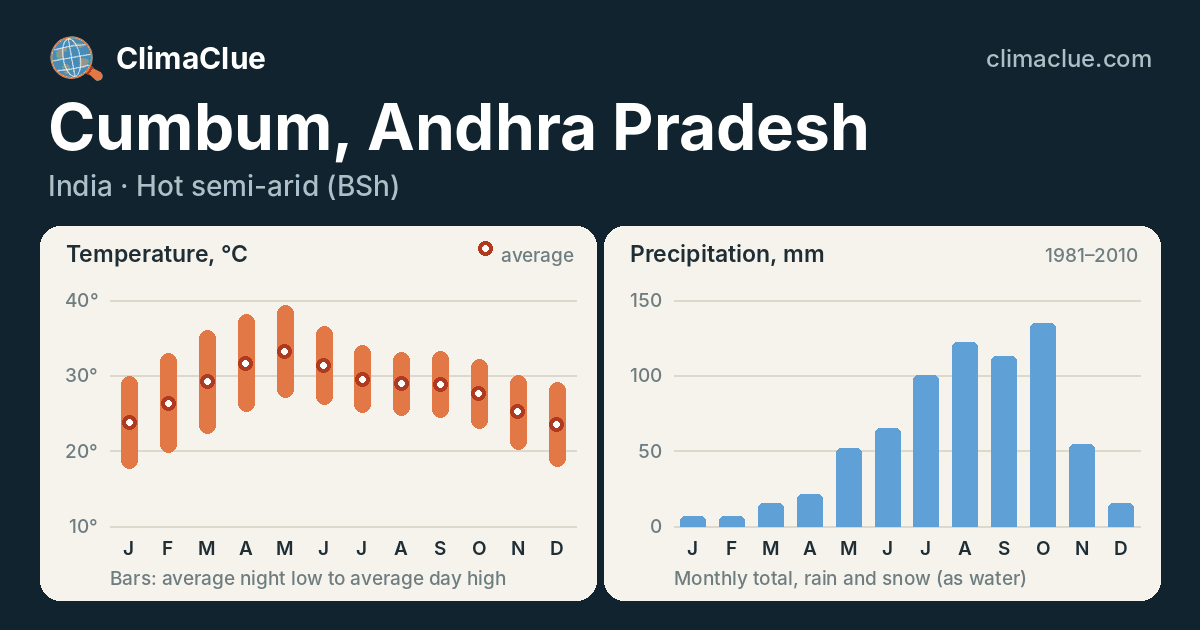 ClimaClue
climaclue.com
Cumbum, Andhra Pradesh
India · Hot semi-arid (BSh)
Temperature, °C
average
40°
30°
20°
10°
J F M A M J J A S O N D
Bars: average night low to average day high
Precipitation, mm
1981–2010
150
100
50
0
J F M A M J J A S O N D
Monthly total, rain and snow (as water)